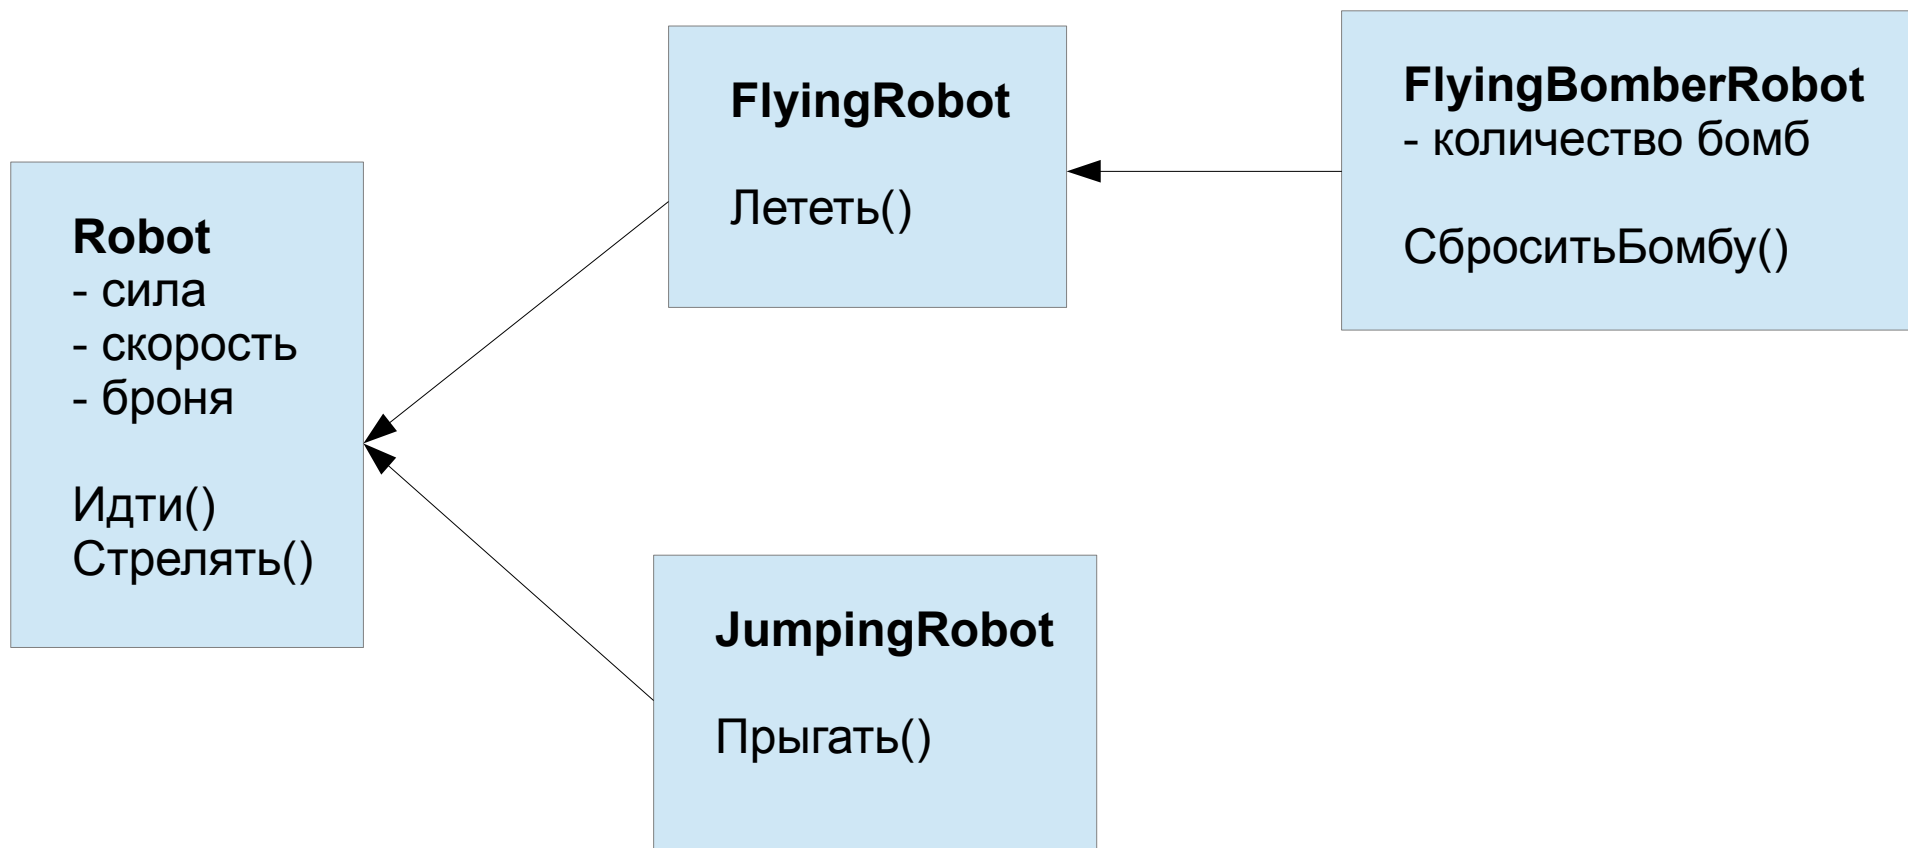 Robot
- сила
- скорость
- броня
Идти()
Стрелять()
FlyingRobot
Лететь()
FlyingBomberRobot
- количество бомб
СброситьБомбу()
JumpingRobot
Прыгать()